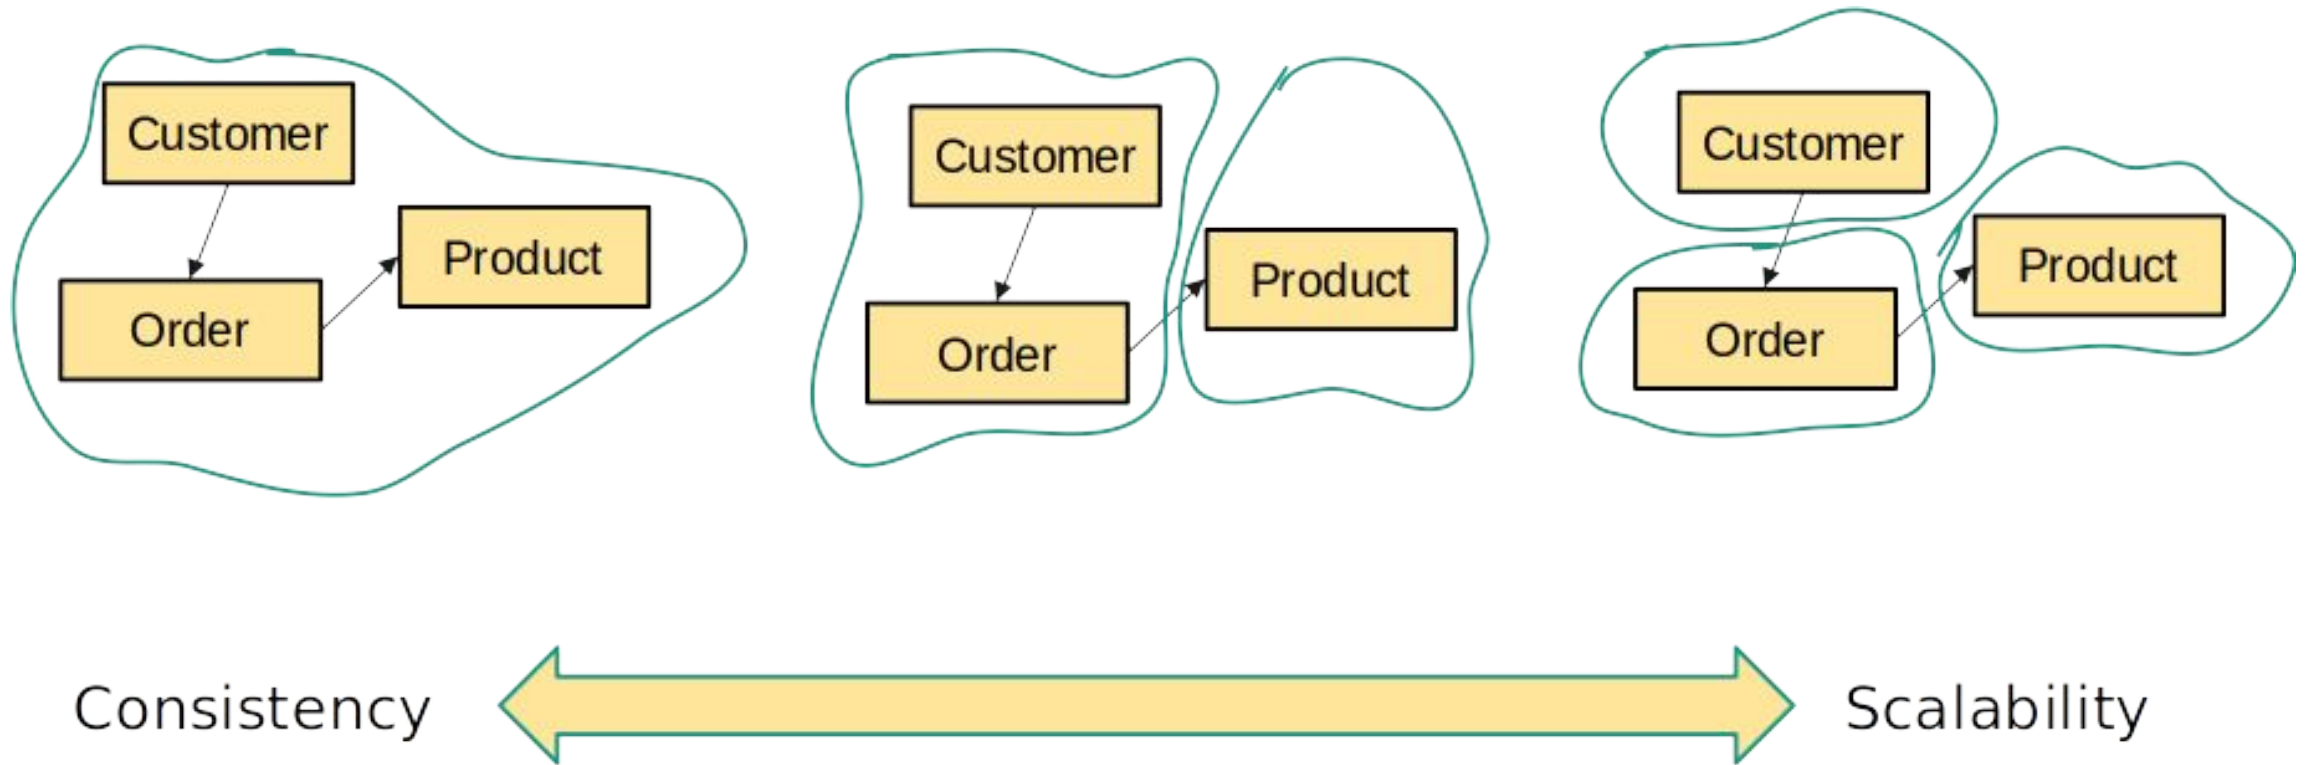 Customer
Order
Product
Customer
Order
Product
Customer
Order
Product
Consistency
Scalability